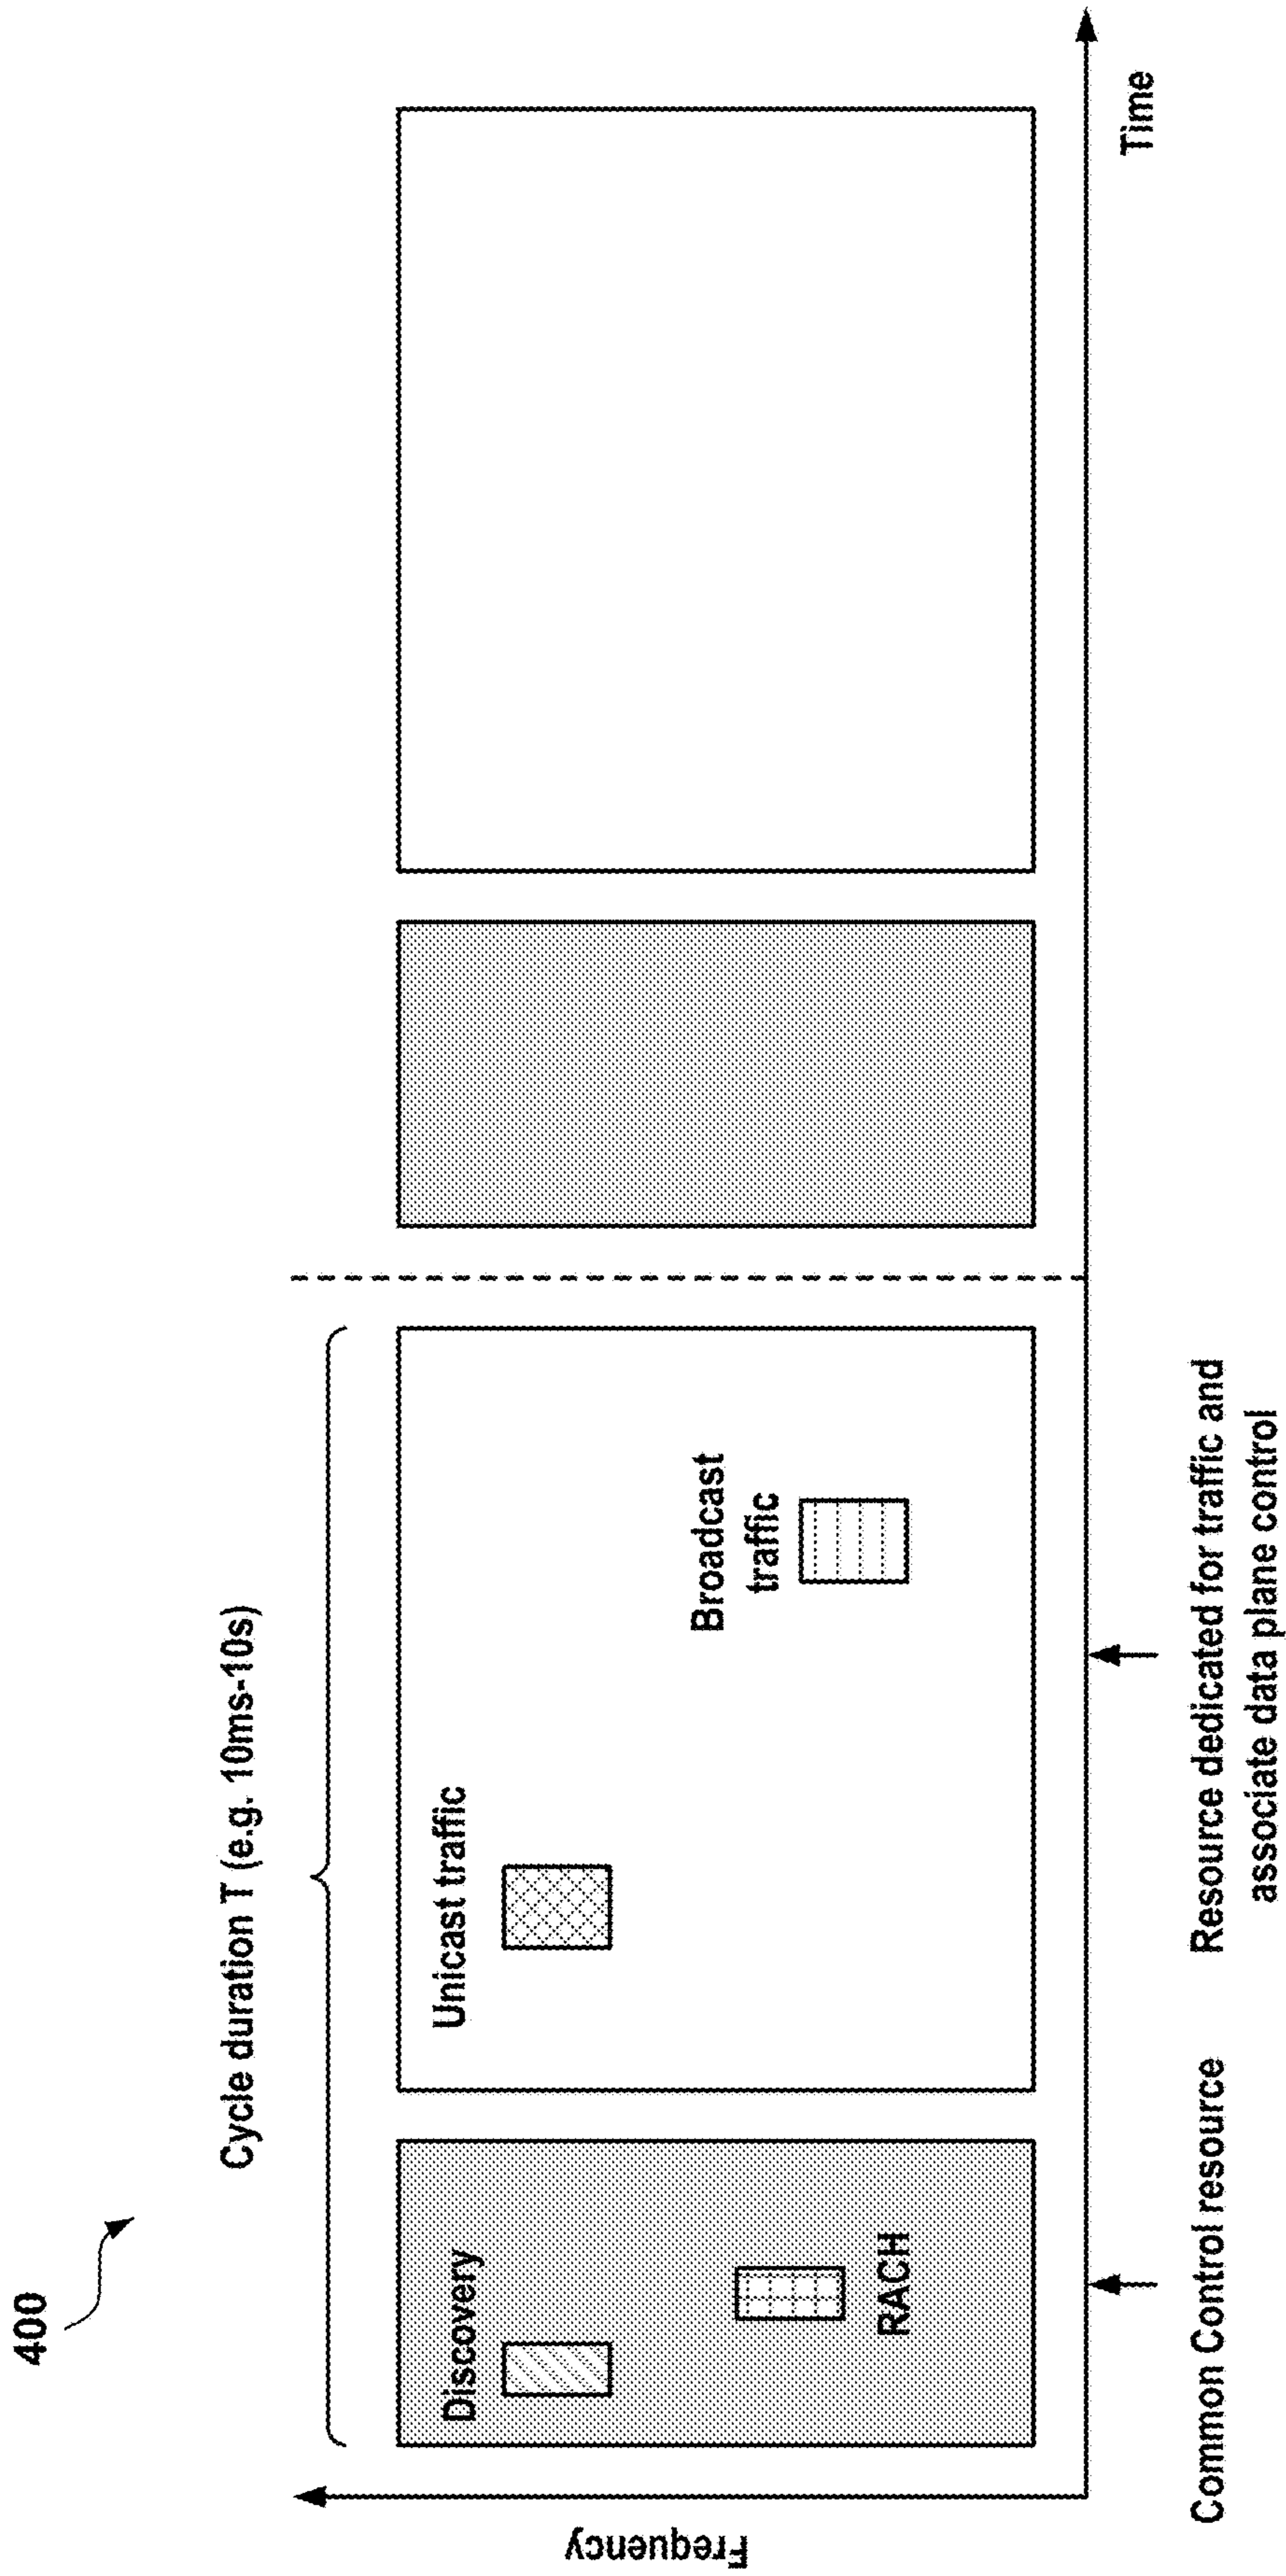 400
Cycle duration T (e.g. 10ms-10s)
Frequency
Discovery
RACH
Unicast traffic
Broadcast
traffic
Time
Common Control resource
Resource dedicated for traffic and
associate data plane control